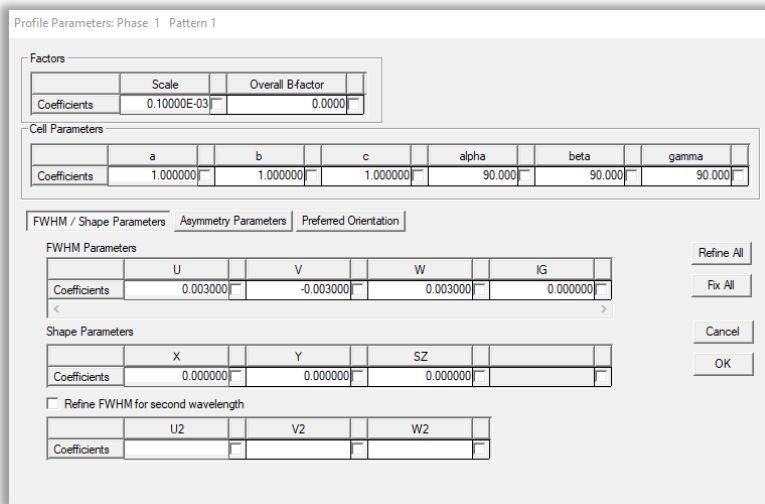 Profile Parameters: Phase 1 Pattern 1
Factors
Scale Overall B-factor
Coefficients 0.10000E-03 0.0000
Cell Parameters
a b c alpha beta gamma
Coefficients 1.000000 1.000000 1.000000 90.000 90.000 90.000
FWHM / Shape Parameters Asymmetry Parameters Preferred Orientation
FWHM Parameters
Refine All
U V W IG
Coefficients 0.003000 -0.003000 0.003000 0.000000
Fix All
Shape Parameters
Cancel
X Y SZ
Coefficients 0.000000 0.000000 0.000000
OK
Refine FWHM for second wavelength
U2 V2 W2
Coefficients